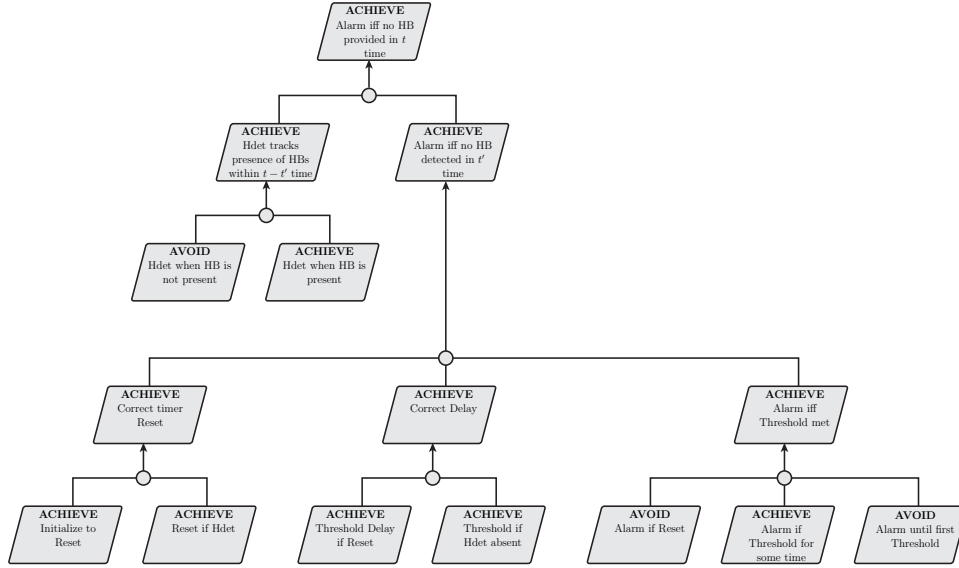 ACHIEVE
Alarm iff no HB
provided in t
time
ACHIEVE
Hdet tracks
presence of HBs
within t − t′ time
ACHIEVE
Alarm iff no HB
detected in t′
time
AVOID
Hdet when HB is
not present
ACHIEVE
Hdet when HB is
present
ACHIEVE
Correct timer
Reset
ACHIEVE
Correct Delay
ACHIEVE
Alarm iff
Threshold met
ACHIEVE
Initialize to
Reset
ACHIEVE
Reset if Hdet
ACHIEVE
Threshold Delay
if Reset
ACHIEVE
Threshold if
Hdet absent
AVOID
Alarm if Reset
ACHIEVE
Alarm if
Threshold for
some time
AVOID
Alarm until first
Threshold